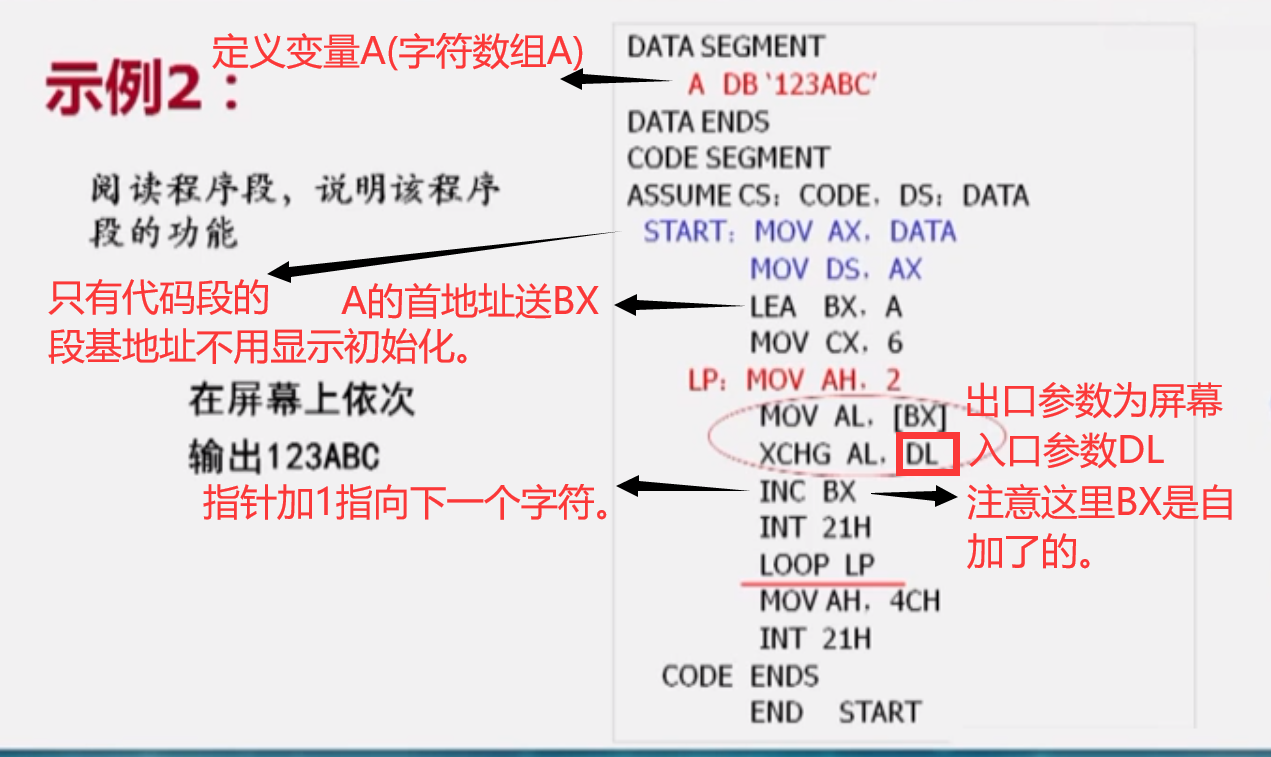 示例2：
定义变量A(字符数组A)
阅读程序段，说明该程序
段的功能
只有代码段的
段基地址不用显示初始化。
A的首地址送BX
在屏幕上依次
输出123ABC
指针加1指向下一个字符。
DATA SEGMENT
A DB ‘123ABC’
DATA ENDS
CODE SEGMENT
ASSUME CS：CODE，DS：DATA
START：MOV AX，DATA
MOV DS，AX
LEA BX，A
MOV CX，6
LP：MOV AH，2
MOV AL，[BX]
XCHG AL，DL
INC BX
INT 21H
LOOP LP
MOV AH，4CH
INT 21H
CODE ENDS
END START
出口参数为屏幕
入口参数DL
注意这里BX是自
加了的。